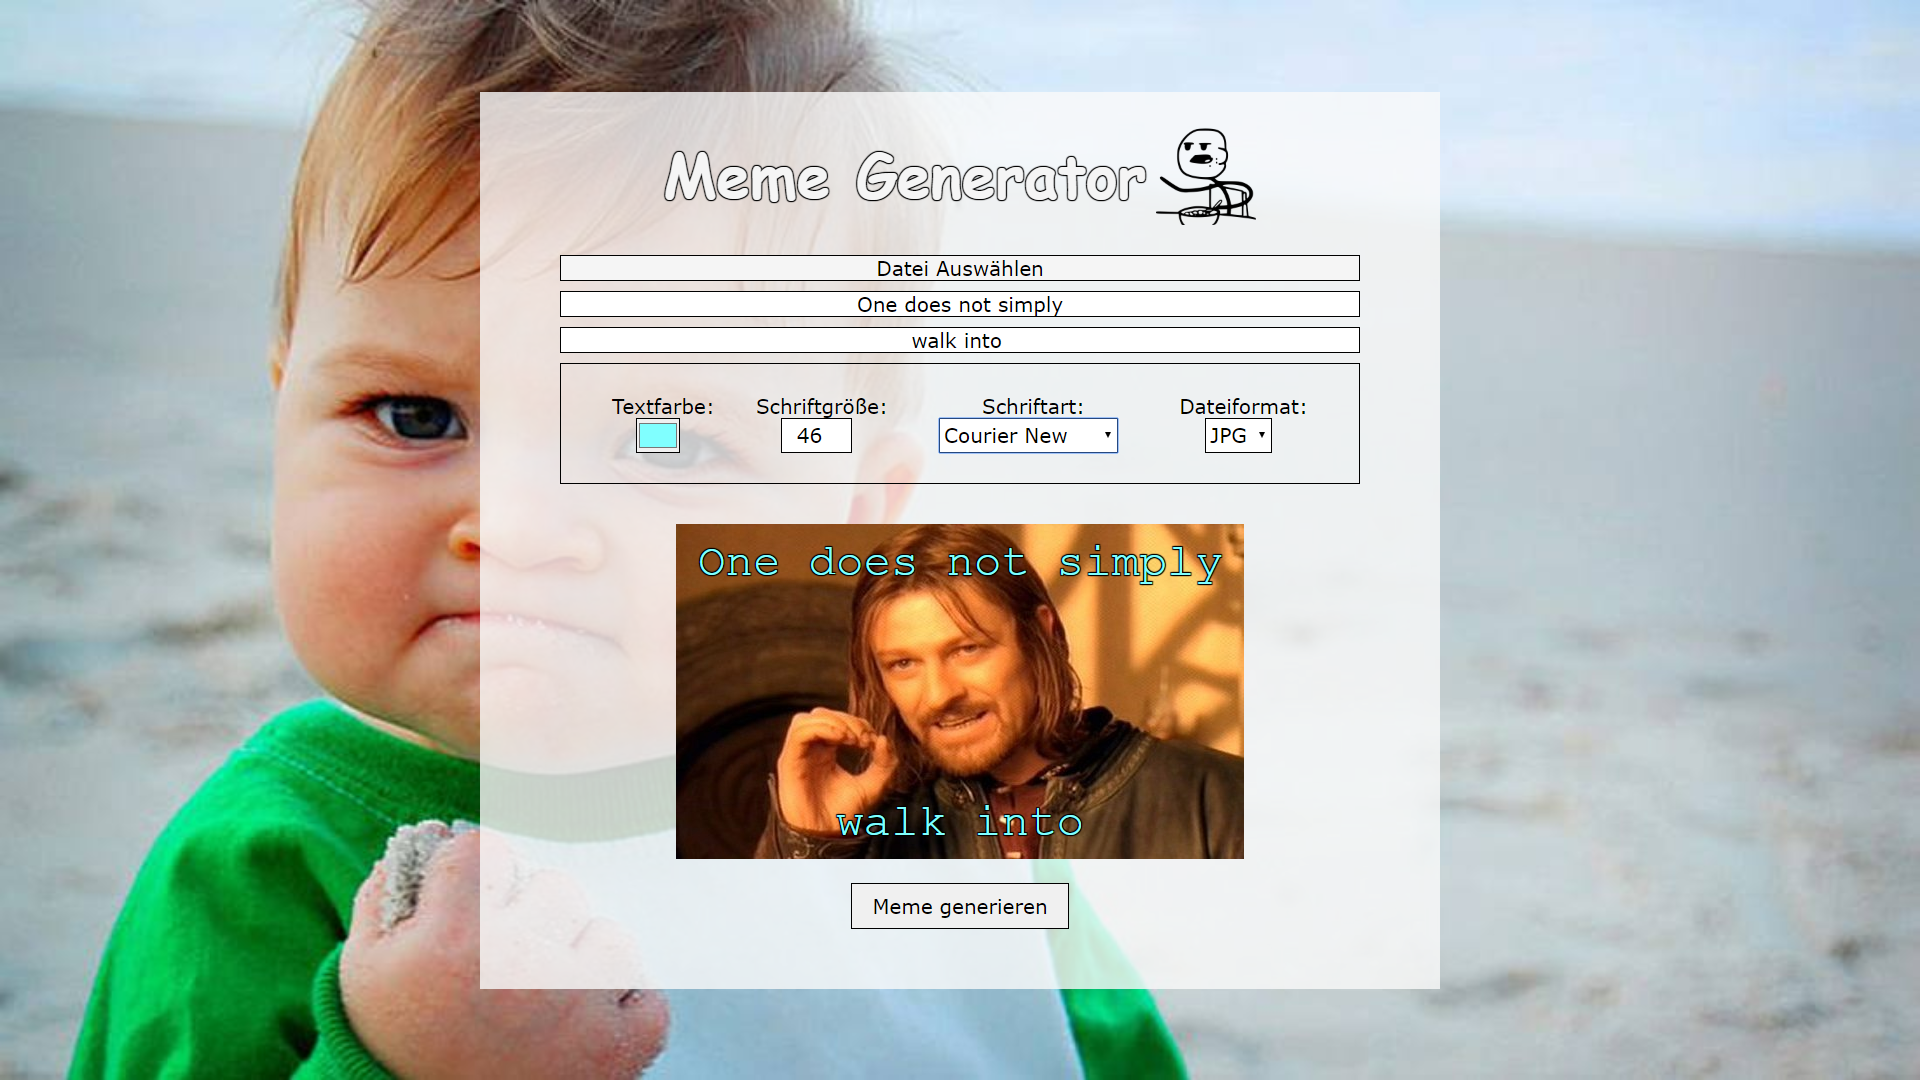 Meme Generator
Datei Auswählen
One does not simply
walk into
Textfarbe: Schriftgröße: Schriftart: Dateiformat:
46 Courier New JPG
One does not simply
walk into
Meme generieren